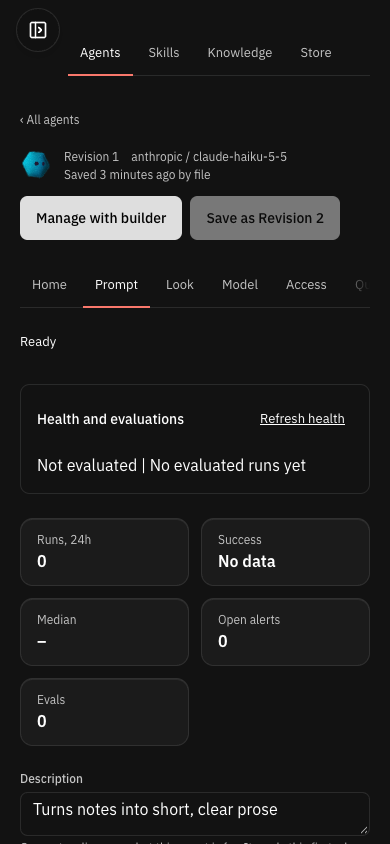 Agents Skills Knowledge Store
‹ All agents
Revision 1 anthropic / claude-haiku-5-5
Saved 3 minutes ago by file
Manage with builder Save as Revision 2
Home Prompt Look Model Access
Ready
Health and evaluations Refresh health
Not evaluated | No evaluated runs yet
Runs, 24h Success
0 No data
Median Open alerts
– 0
Evals
0
Description
Turns notes into short, clear prose